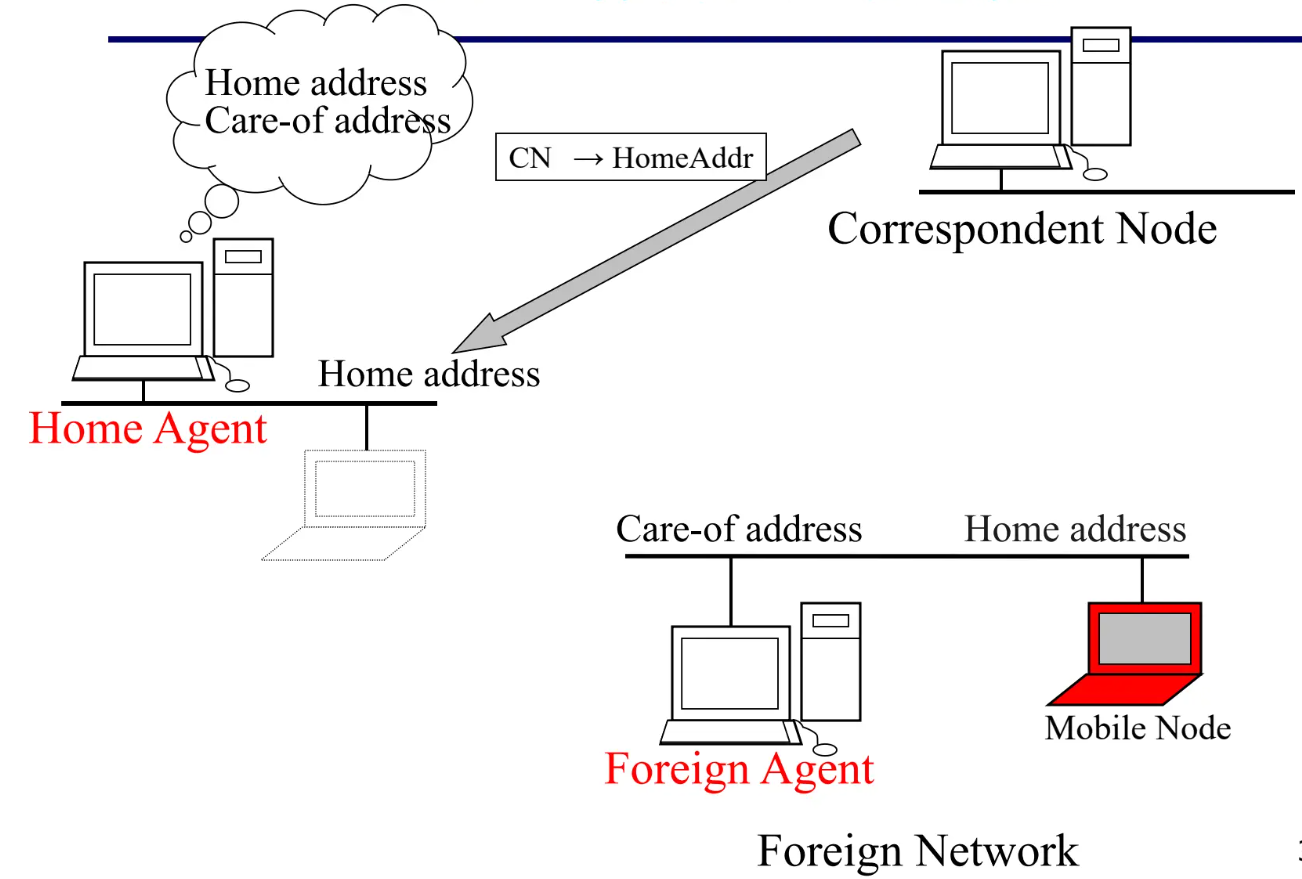 Home address
Care-of address
CN → HomeAddr
Correspondent Node
Home address
Home Agent
Care-of address Home address
Mobile Node
Foreign Agent
Foreign Network